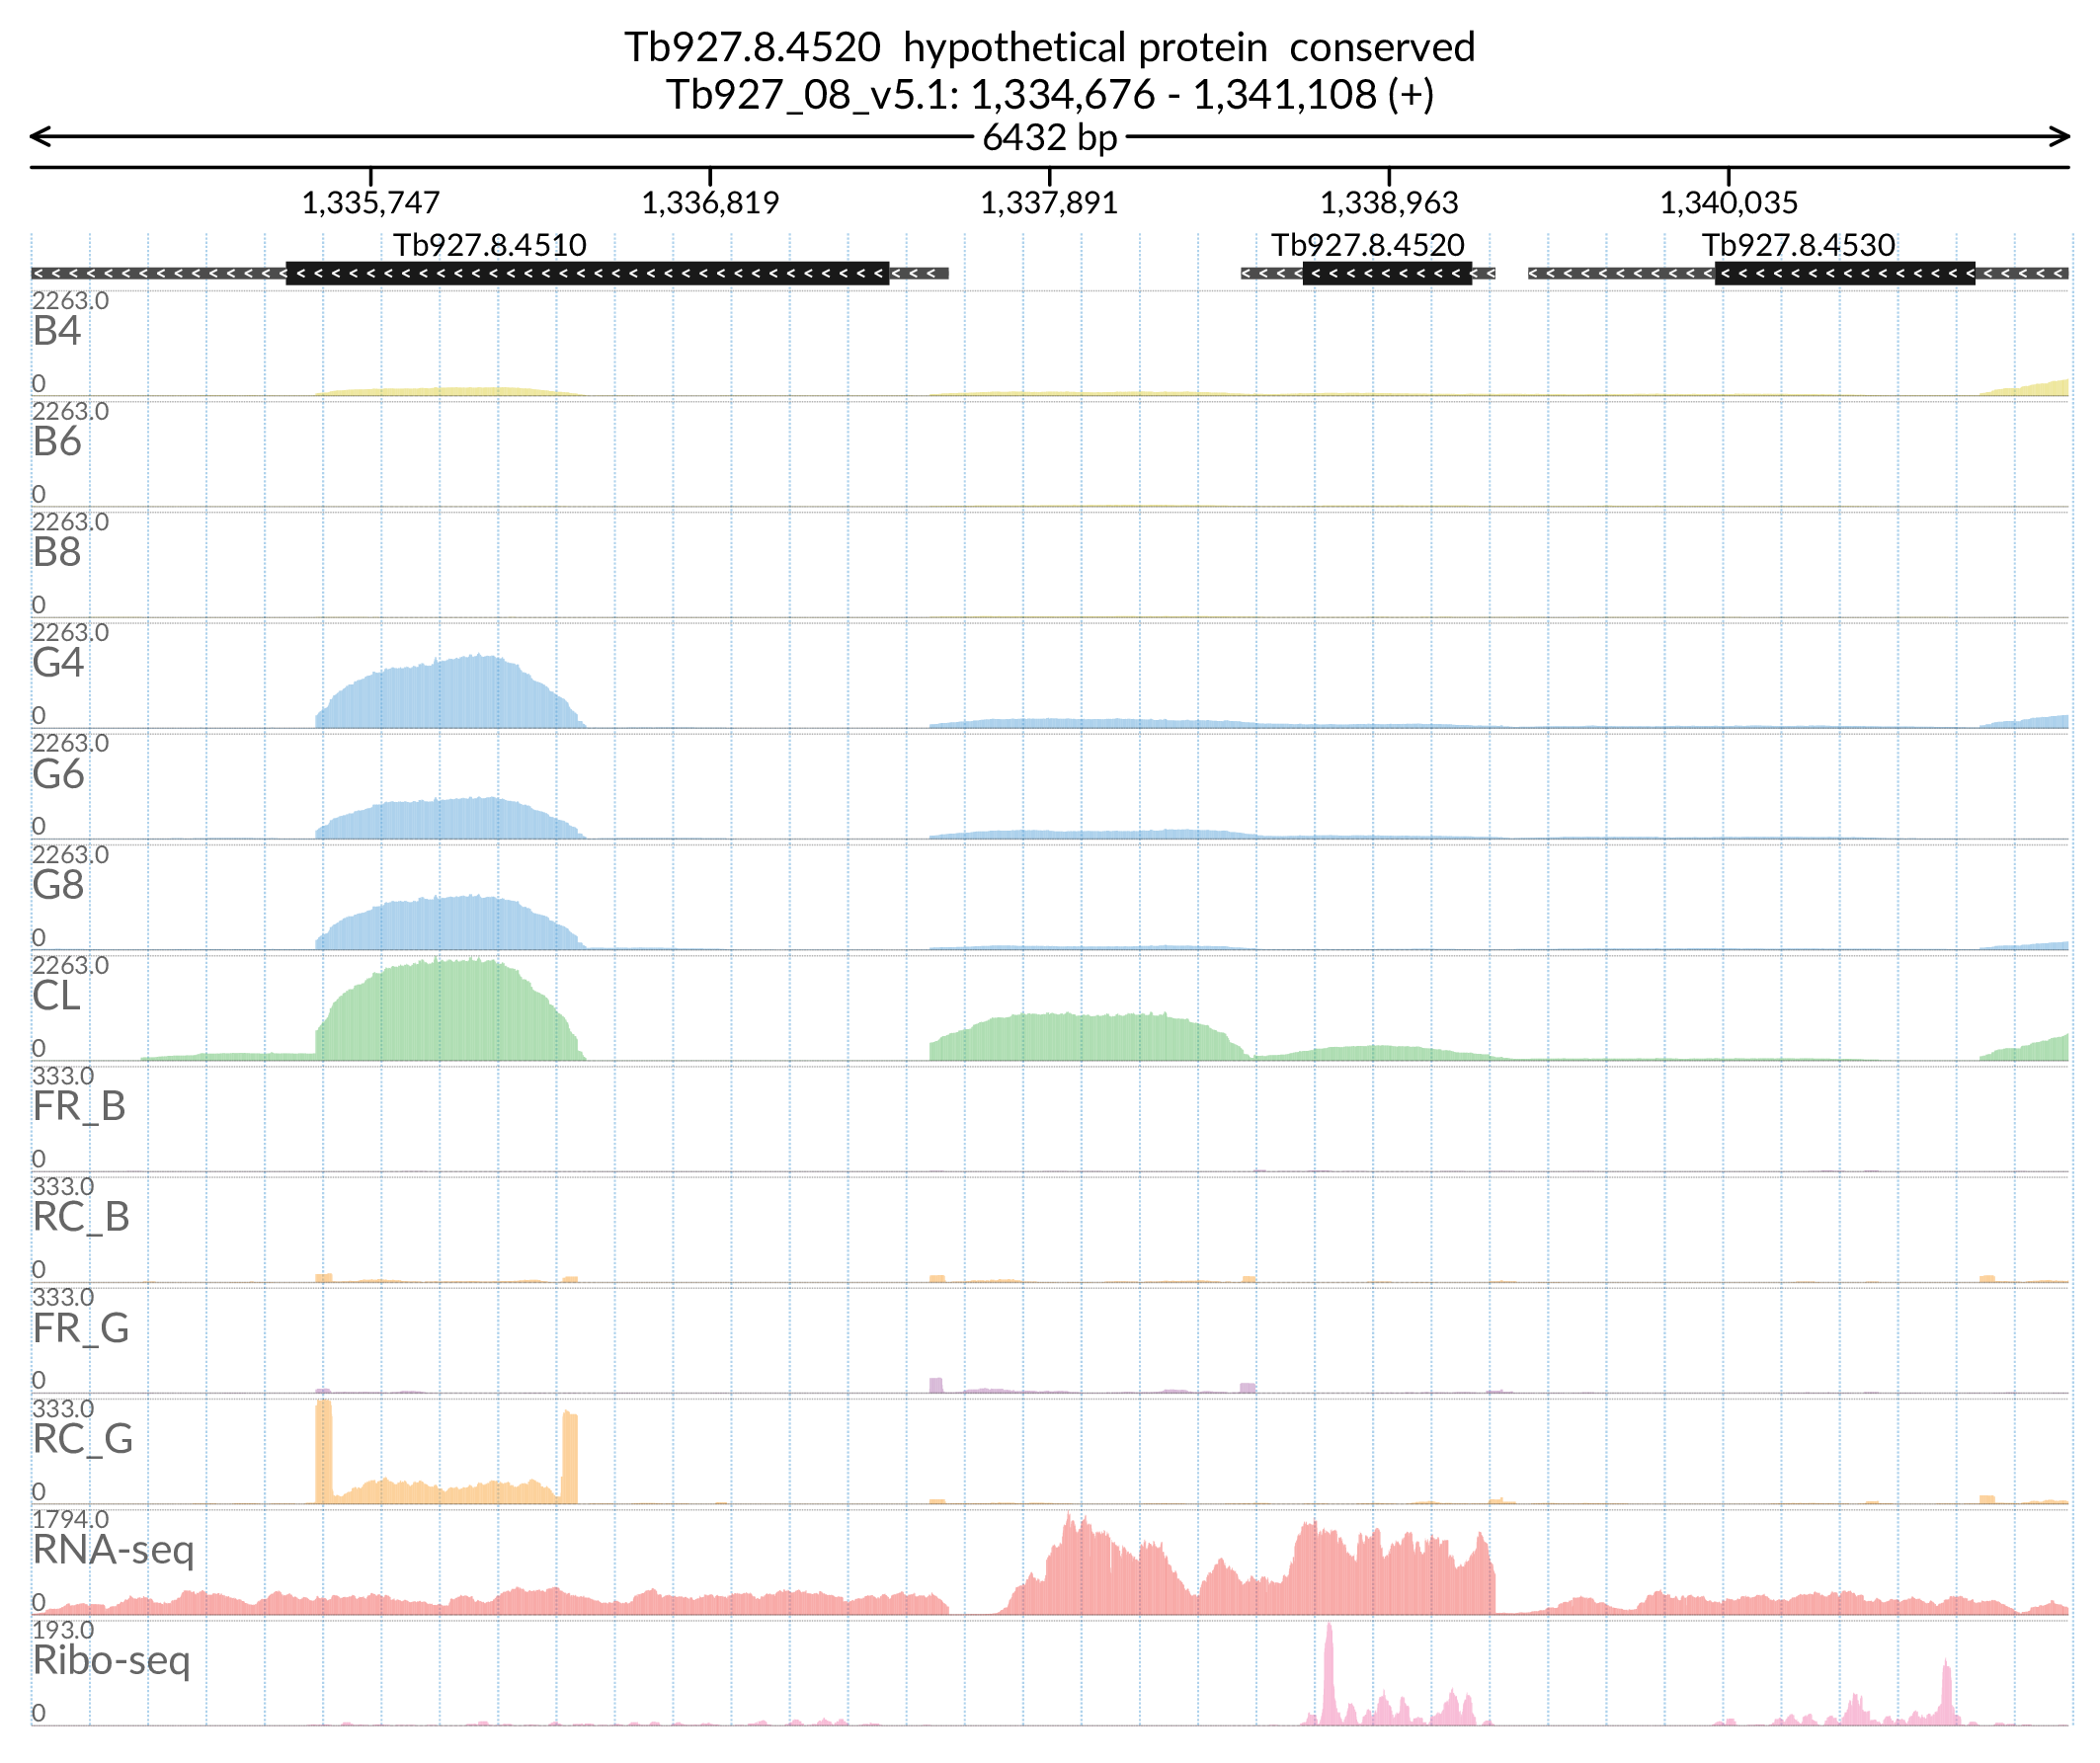 Tb927.8.4520  hypothetical protein  conserved
Tb927_08_v5.1: 1,334,676 - 1,341,108 (+)
6432 bp
1,335,747 1,336,819 1,337,891 1,338,963 1,340,035
Tb927.8.4510 Tb927.8.4520 Tb927.8.4530
2263.0
B4
0
2263.0
B6
0
2263.0
B8
0
2263.0
G4
0
2263.0
G6
0
2263.0
G8
0
2263.0
CL
0
333.0
FR_B
0
333.0
RC_B
0
333.0
FR_G
0
333.0
RC_G
0
1794.0
RNA-seq
0
193.0
Ribo-seq
0